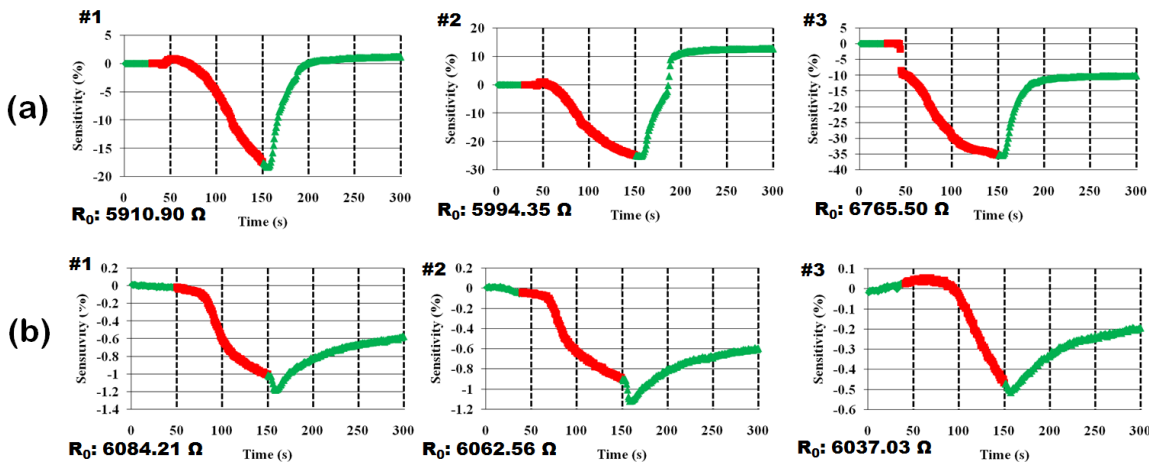 (a)
#1
Sensitivity (%)
5
0
-5
-10
-15
-20
0 50 100 150 200 250 300
R₀: 5910.90 Ω
Time (s)
#2
Sensitivity (%)
20
10
0
-10
-20
-30
0 50 100 150 200 250 300
R₀: 5994.35 Ω
Time (s)
#3
Sensitivity (%)
5
0
-5
-10
-15
-20
-25
-30
-35
-40
0 50 100 150 200 250 300
R₀: 6765.50 Ω
Time (s)
(b)
#1
Sensitivity (%)
0.2
0
-0.2
-0.4
-0.6
-0.8
-1
-1.2
-1.4
0 50 100 150 200 250 300
R₀: 6084.21 Ω
Time (s)
#2
Sensitivity (%)
0.2
0
-0.2
-0.4
-0.6
-0.8
-1
-1.2
0 50 100 150 200 250 300
R₀: 6062.56 Ω
Time (s)
#3
Sensitivity (%)
0.1
0
-0.1
-0.2
-0.3
-0.4
-0.5
-0.6
0 50 100 150 200 250 300
R₀: 6037.03 Ω
Time (s)